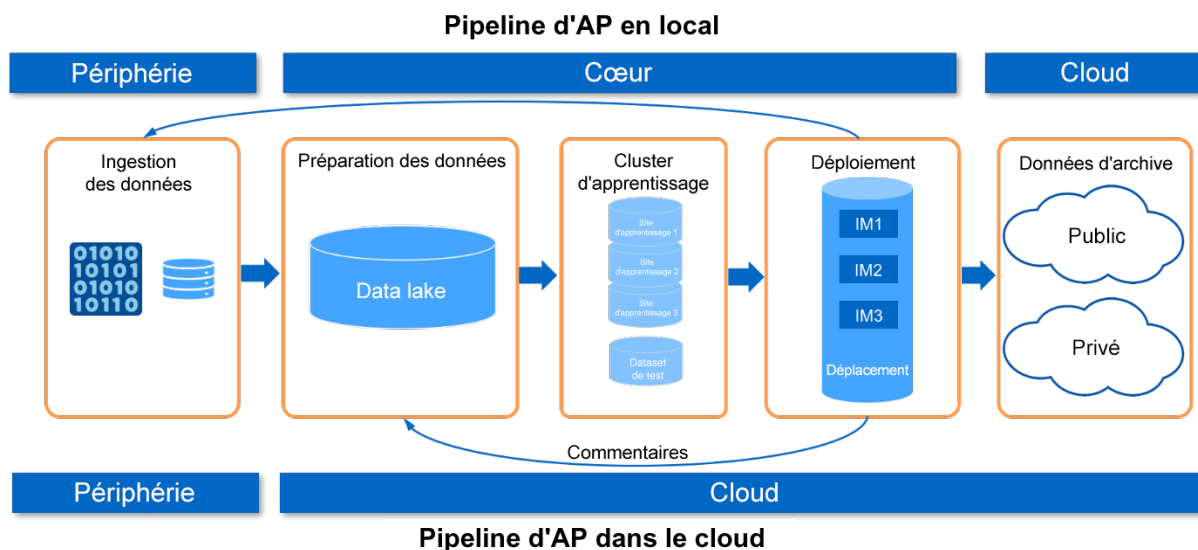 Pipeline d'AP en local
Périphérie
Cœur
Cloud
Ingestion
des données
01010
10101
01010
10110
Préparation des données
Data lake
Cluster
d'apprentissage
Site
d'apprentissage 1
Site
d'apprentissage 2
Site
d'apprentissage 3
Dataset
de test
Déploiement
IM1
IM2
IM3
Déplacement
Données d'archive
Public
Privé
Commentaires
Périphérie
Cloud
Pipeline d'AP dans le cloud